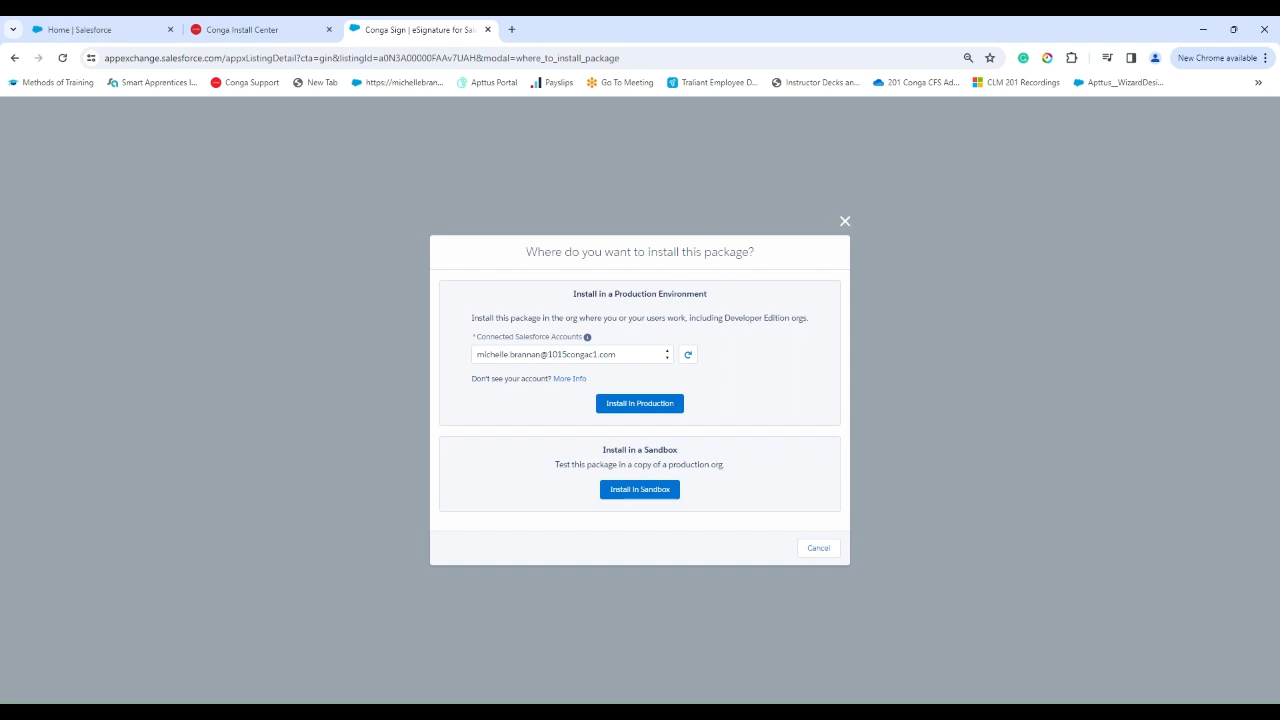 Home | Salesforce
Conga Install Center
Conga Sign | eSignature for Sal
appexchange.salesforce.com/appxListingDetail?cta=gin&listingId=a0N3A00000FAAv7UAH&modal=where_to_install_package
New Chrome available
Methods of Training
Smart Apprentices l...
Conga Support
New Tab
https://michellebran...
Apttus Portal
Payslips
Go To Meeting
Traliant Employee D...
Instructor Decks an...
201 Conga CFS Ad...
CLM 201 Recordings
Apttus__WizardDesi...
Where do you want to install this package?
Install in a Production Environment
Install this package in the org where you or your users work, including Developer Edition orgs.
*Connected Salesforce Accounts
michelle.brannan@1015congac1.com
Don't see your account? More Info
Install in Production
Install in a Sandbox
Test this package in a copy of a production org.
Install in Sandbox
Cancel